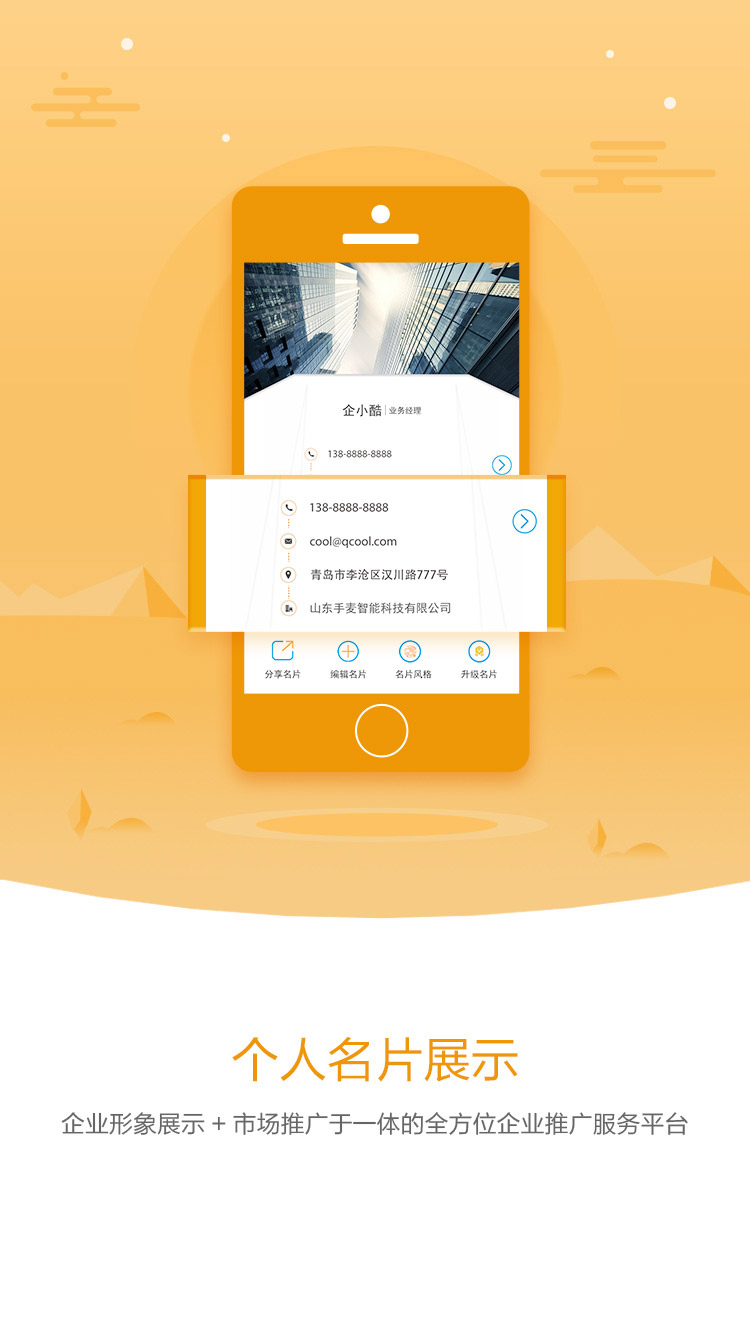 企小酷 业务经理
138-8888-8888
138-8888-8888
cool@qcool.com
青岛市李沧区汉川路777号
山东手麦智能科技有限公司
分享名片 编辑名片 名片风格 升级名片
个人名片展示
企业形象展示 + 市场推广于一体的全方位企业推广服务平台